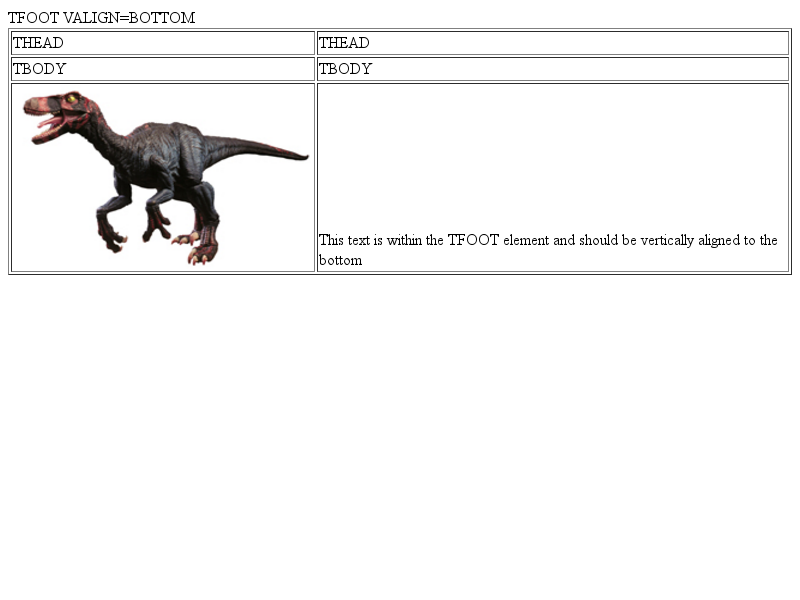 TFOOT VALIGN=BOTTOM
THEAD THEAD
TBODY TBODY
This text is within the TFOOT element and should be vertically aligned to the
bottom